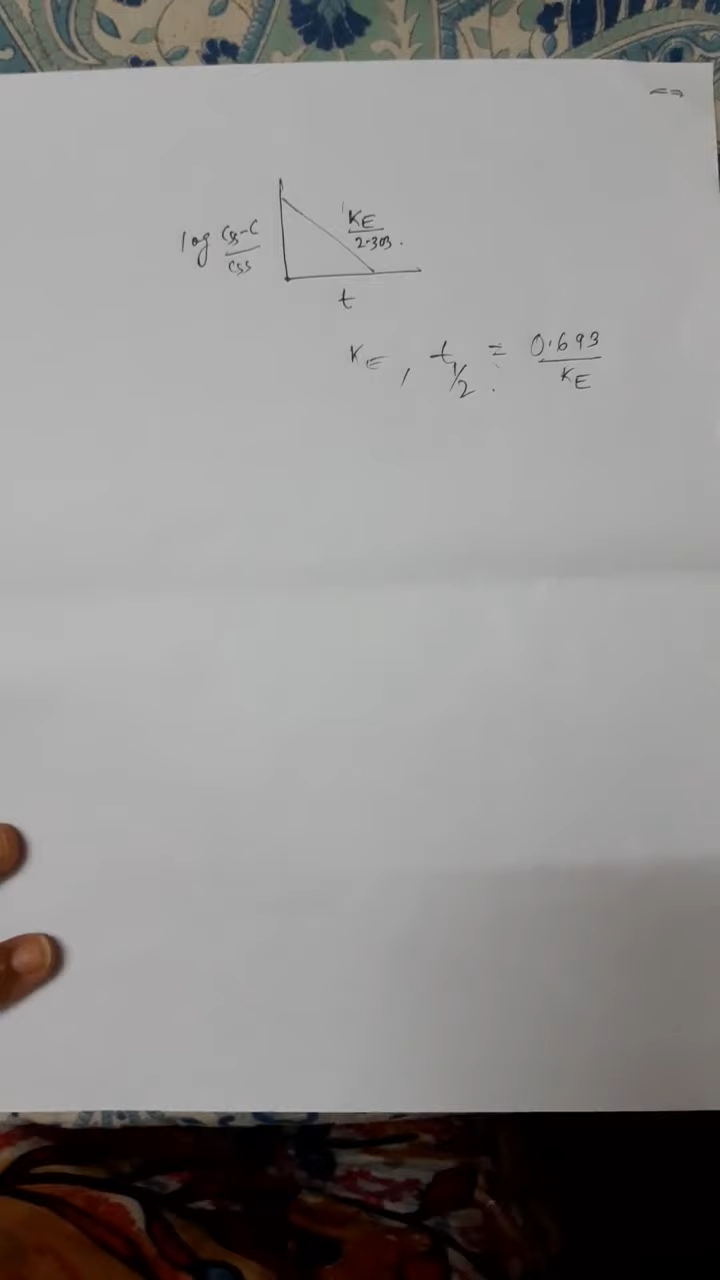 log Css-C / Css
KE / 2.303.
t
KE, t1/2 = 0.693 / KE